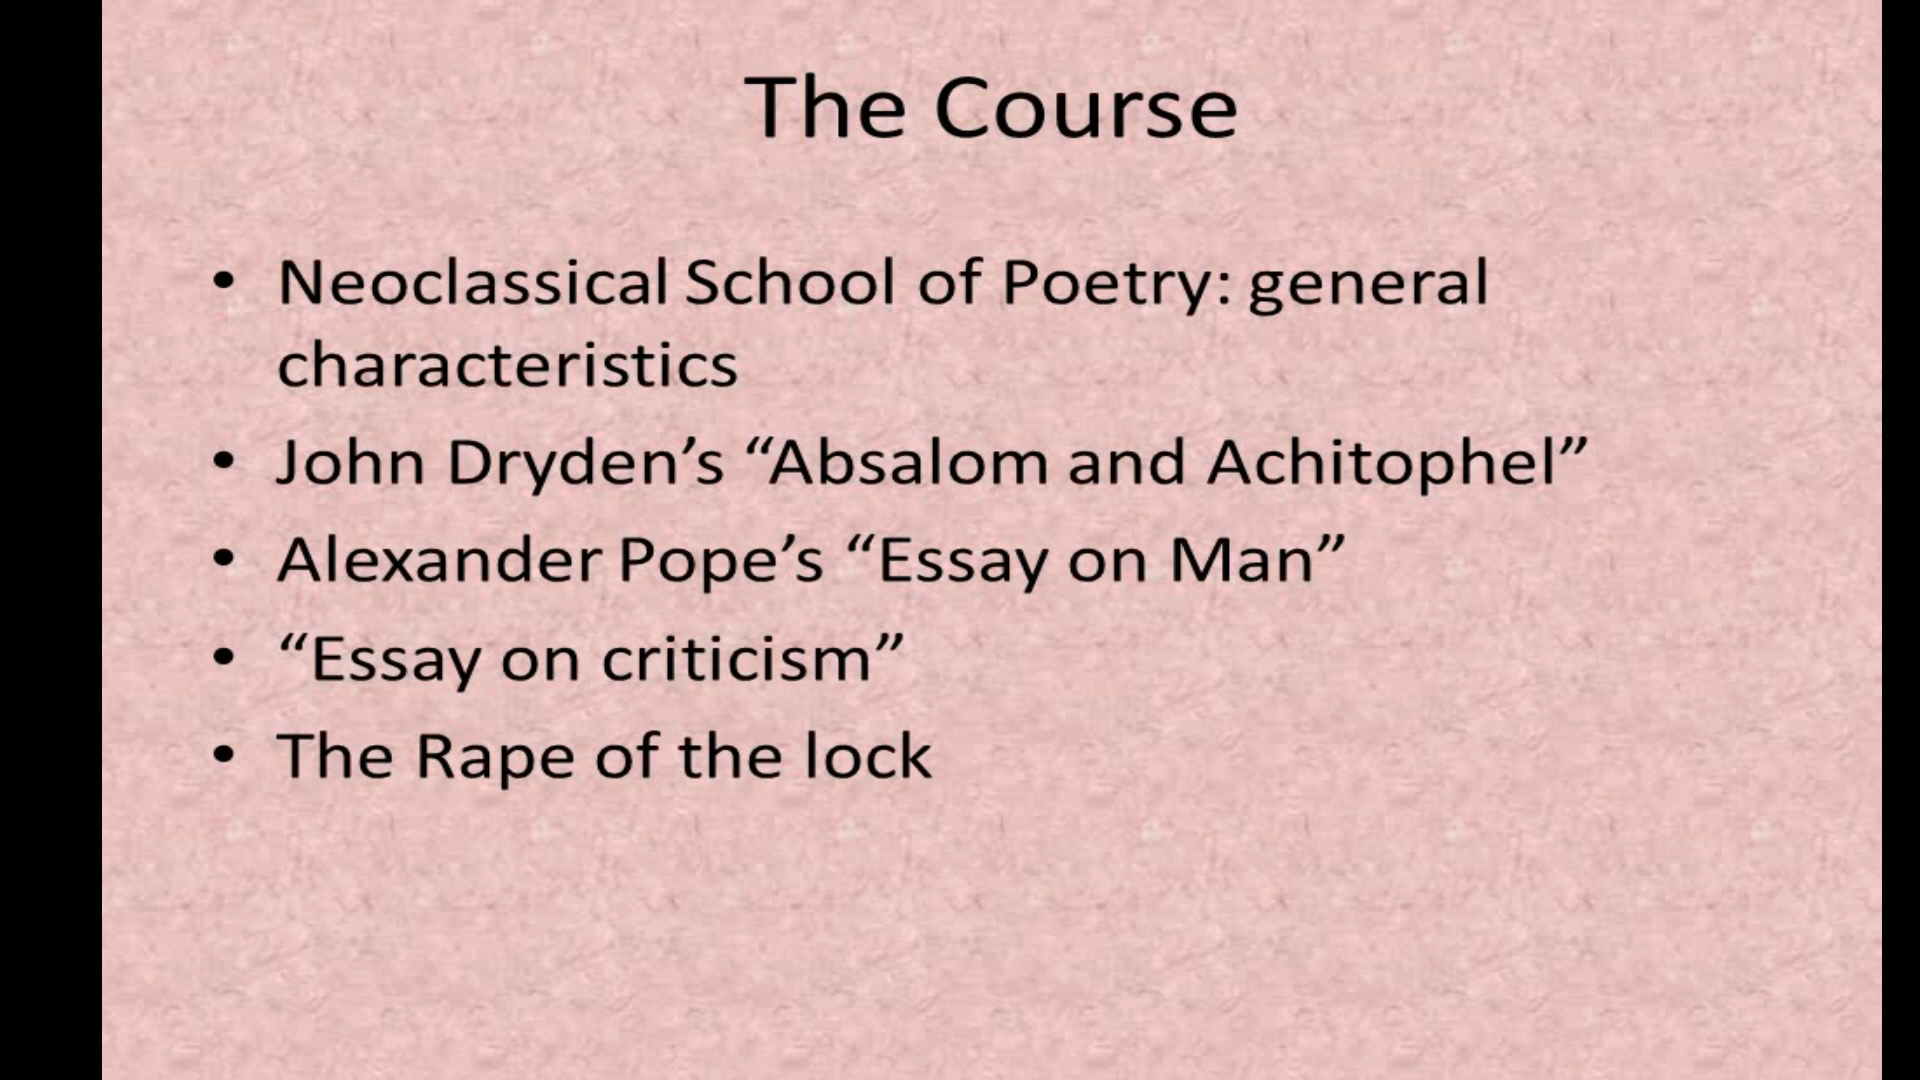 The Course
• Neoclassical School of Poetry: general
characteristics
• John Dryden’s “Absalom and Achitophel”
• Alexander Pope’s “Essay on Man”
• “Essay on criticism”
• The Rape of the lock